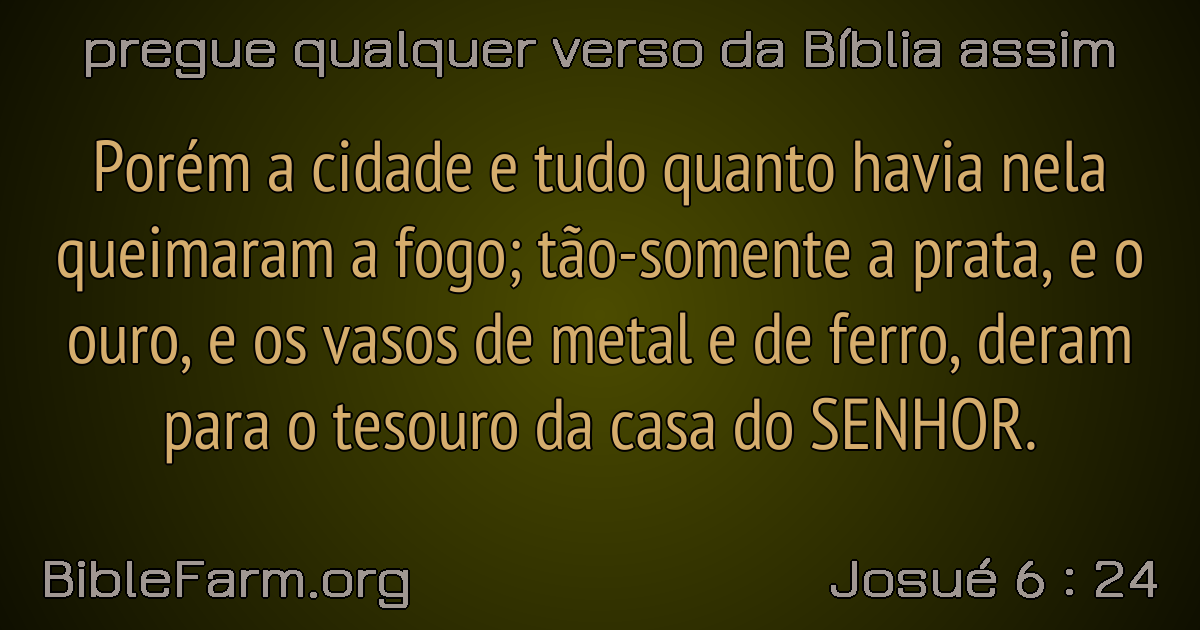 pregue qualquer verso da Bíblia assim
Porém a cidade e tudo quanto havia nela
queimaram a fogo; tão-somente a prata, e o
ouro, e os vasos de metal e de ferro, deram
para o tesouro da casa do SENHOR.
BibleFarm.org
Josué 6 : 24